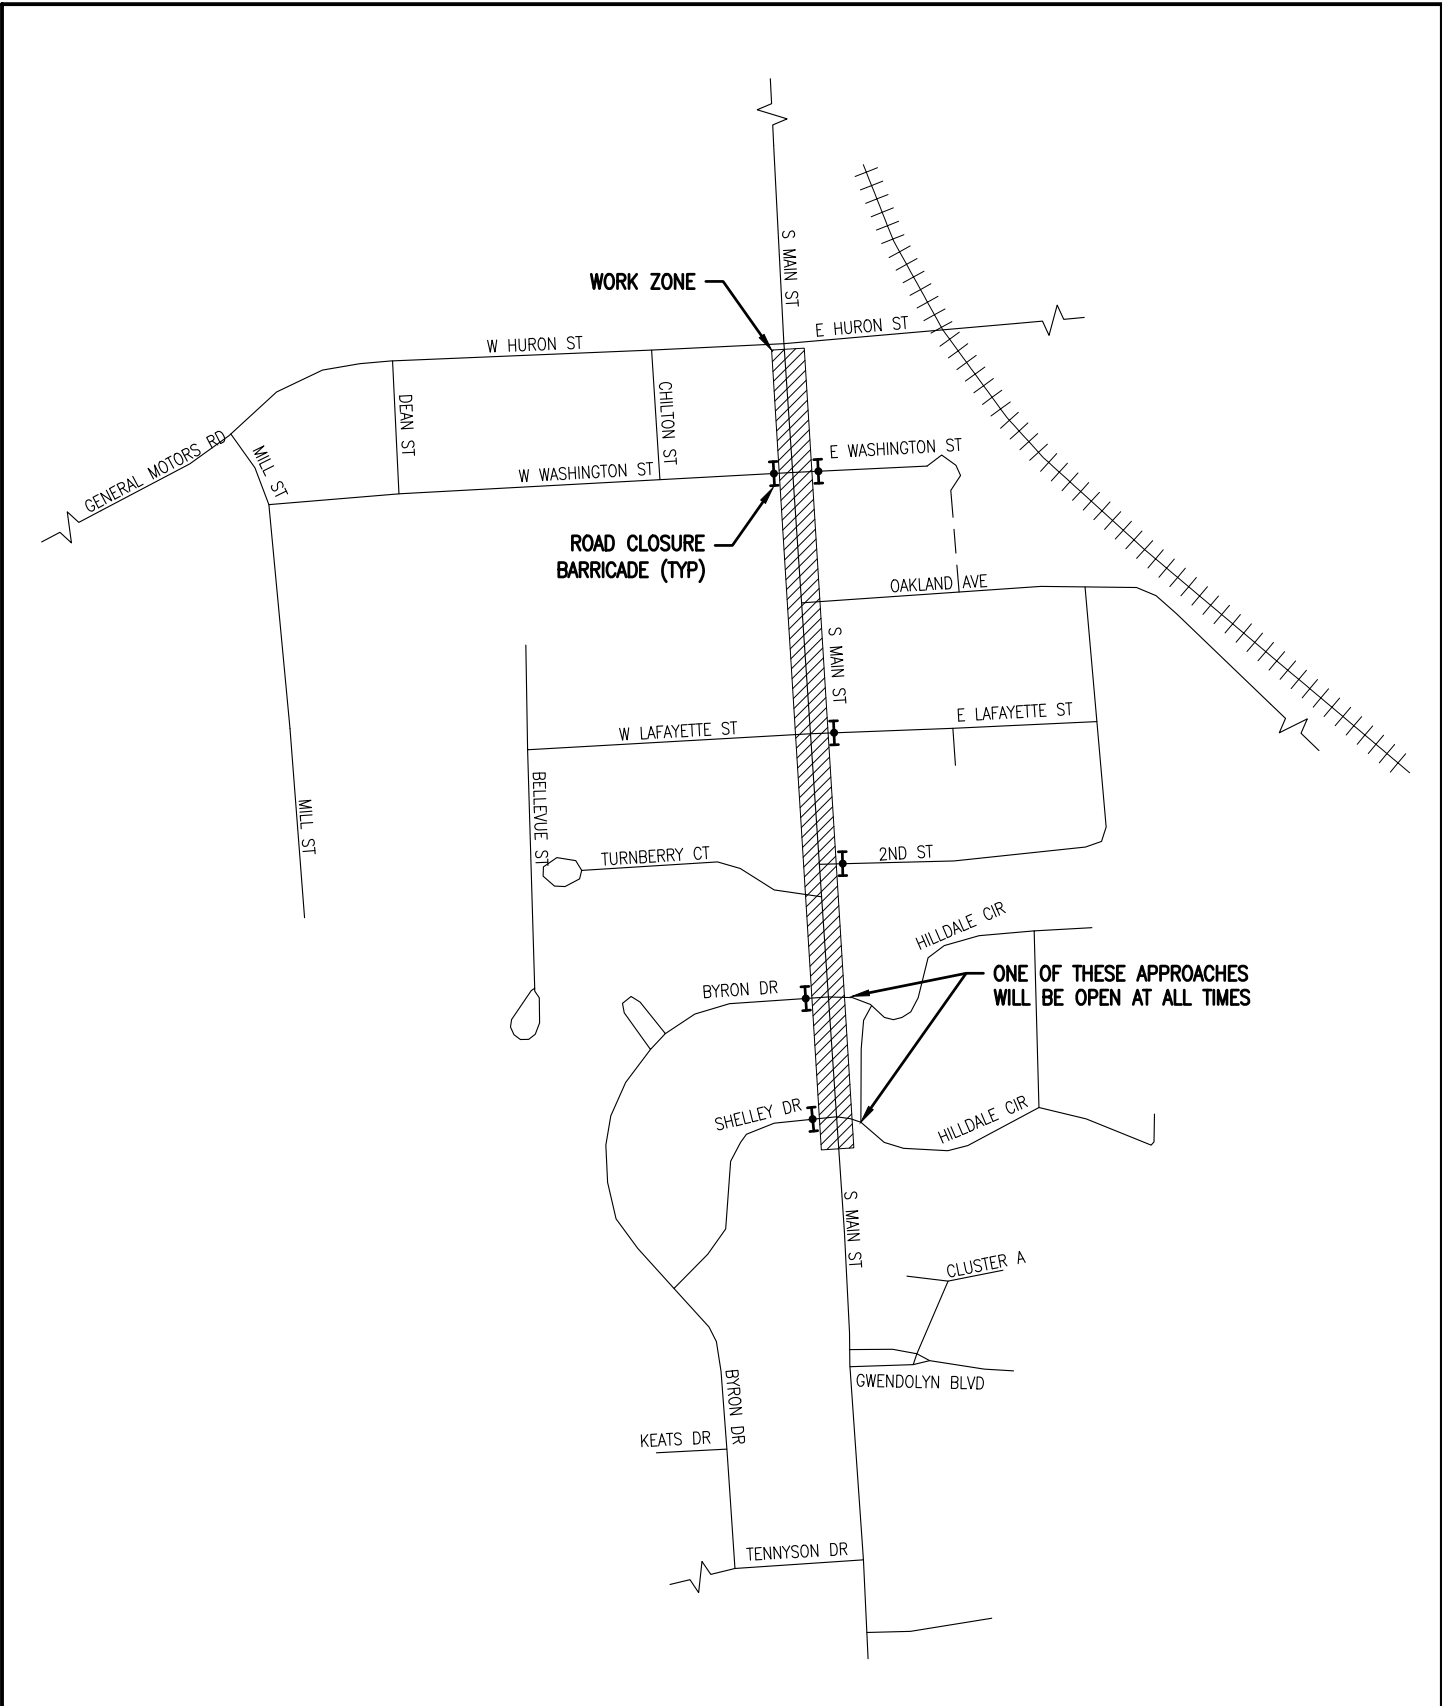 S MAIN ST
WORK ZONE
E HURON ST
W HURON ST
CHILTON ST
DEAN ST
GENERAL MOTORS RD
MILL ST
E WASHINGTON ST
W WASHINGTON ST
ROAD CLOSURE
BARRICADE (TYP)
OAKLAND AVE
S MAIN ST
E LAFAYETTE ST
W LAFAYETTE ST
BELLEVUE ST
MILL ST
TURNBERRY CT
2ND ST
HILLDALE CIR
ONE OF THESE APPROACHES
WILL BE OPEN AT ALL TIMES
BYRON DR
SHELLEY DR
HILLDALE CIR
S MAIN ST
CLUSTER A
GWENDOLYN BLVD
BYRON DR
KEATS DR
TENNYSON DR